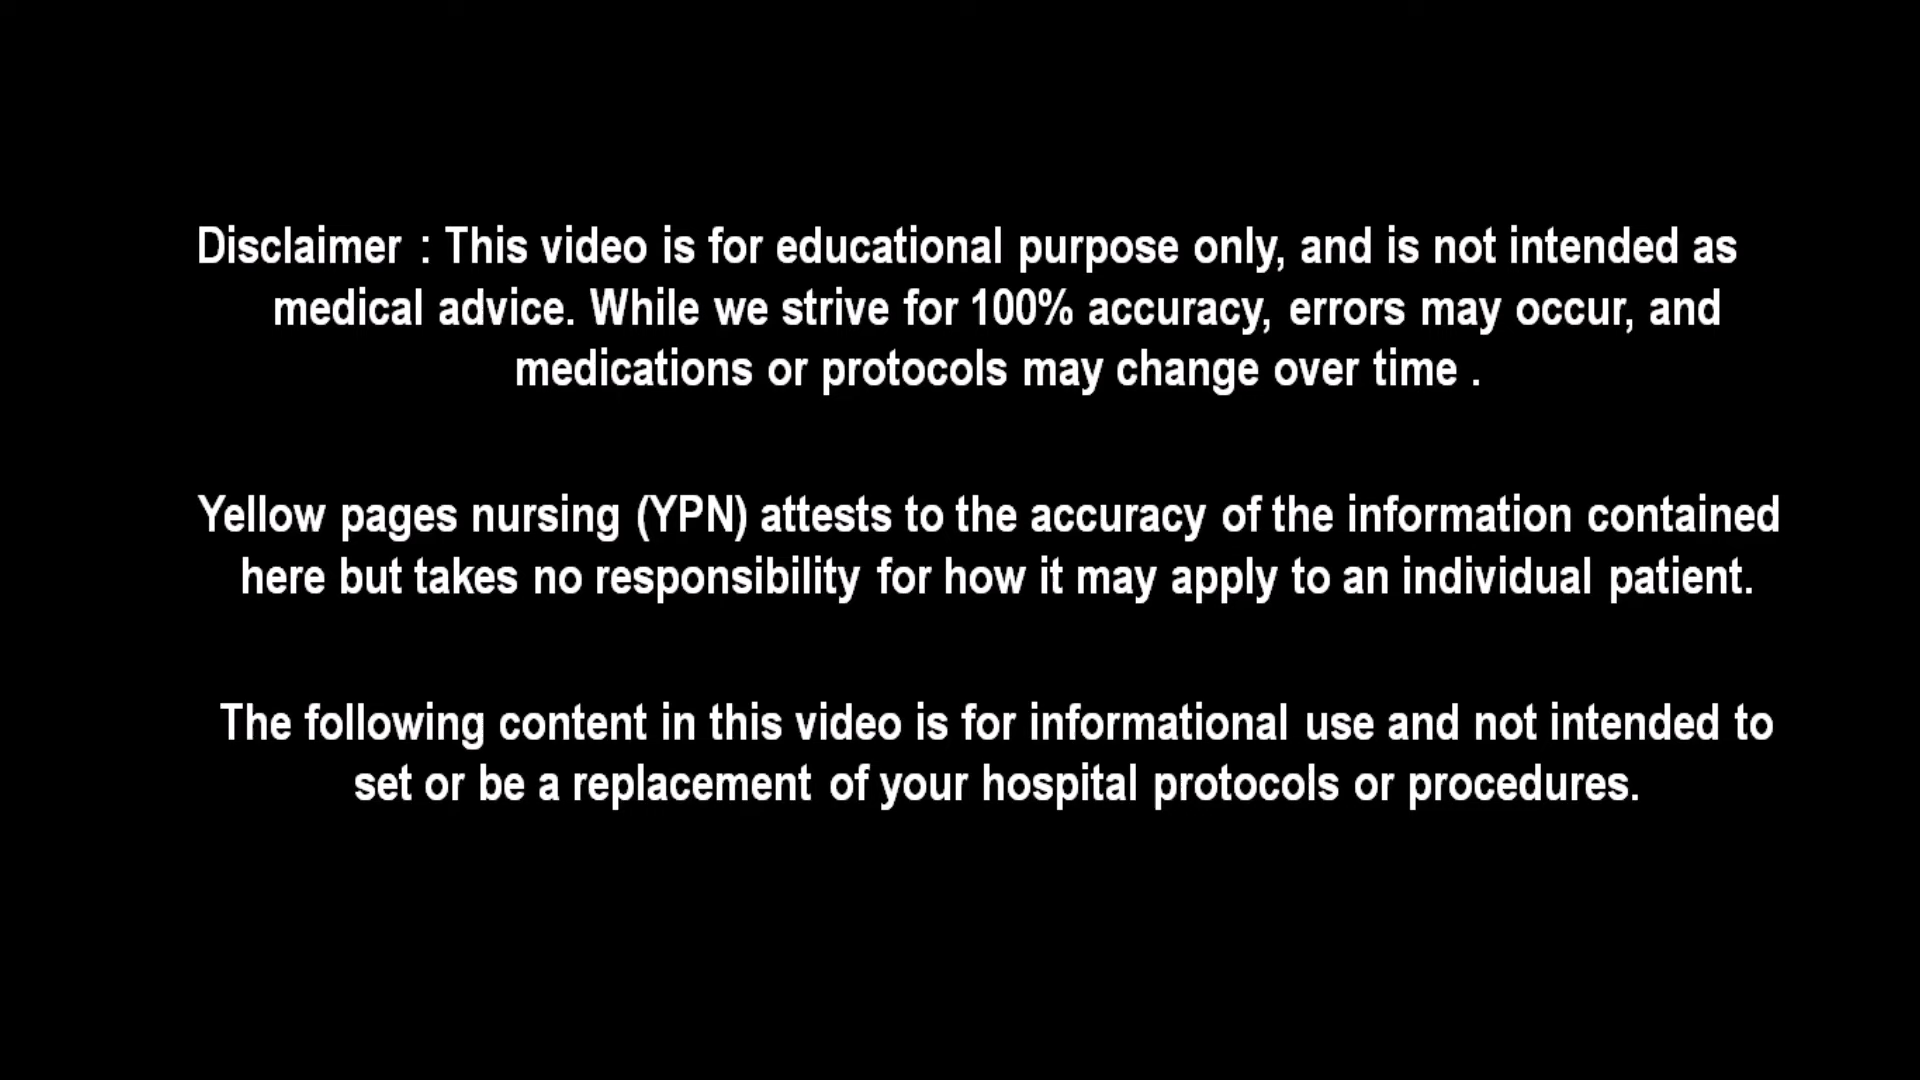 Disclaimer : This video is for educational purpose only, and is not intended as
medical advice. While we strive for 100% accuracy, errors may occur, and
medications or protocols may change over time .
Yellow pages nursing (YPN) attests to the accuracy of the information contained
here but takes no responsibility for how it may apply to an individual patient.
The following content in this video is for informational use and not intended to
set or be a replacement of your hospital protocols or procedures.